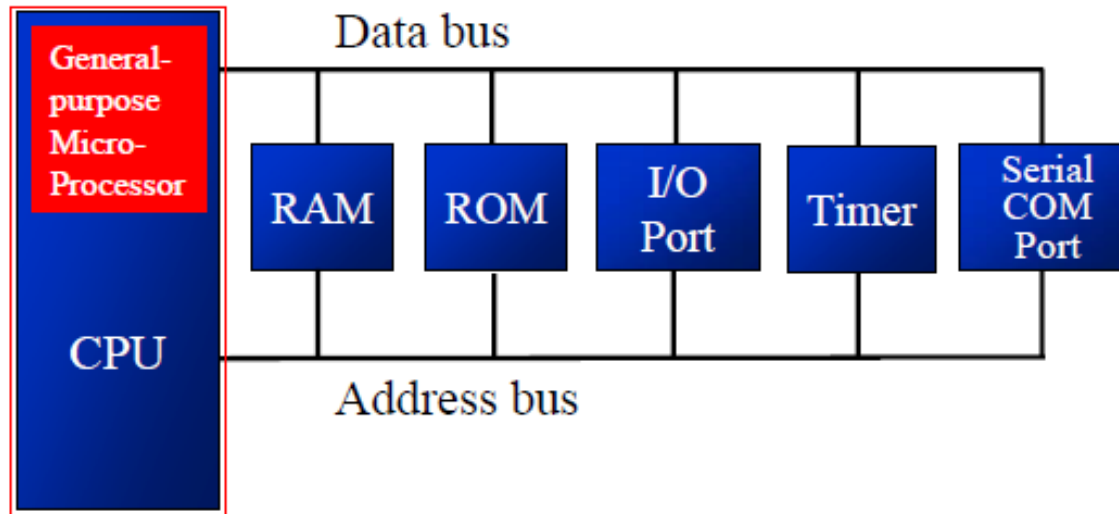 Data bus
General-
purpose
Micro-
Processor
CPU
RAM
ROM
I/O
Port
Timer
Serial
COM
Port
Address bus